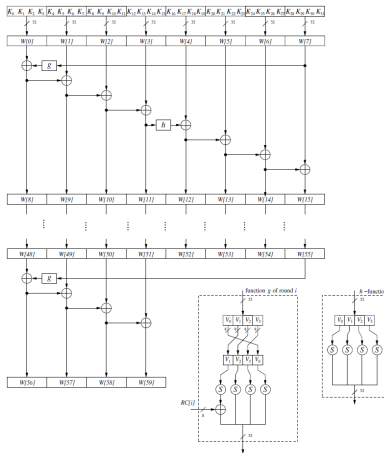 K0 K1 K2 K3 K4 K5 K6 K7 K8 K9 K10 K11 K12 K13 K14 K15 K16 K17 K18 K19 K20 K21 K22 K23 K24 K25 K26 K27 K28 K29 K30 K31
32 32 32 32 32 32 32 32
W[0] W[1] W[2] W[3] W[4] W[5] W[6] W[7]
g
h
W[8] W[9] W[10] W[11] W[12] W[13] W[14] W[15]
W[48] W[49] W[50] W[51] W[52] W[53] W[54] W[55]
g
W[56] W[57] W[58] W[59]
function g of round i
32
V0 V1 V2 V3
8 8 8 8
V1 V2 V3 V0
S S S S
RC[i]
8
32
h-functio
32
V0 V1 V2 V3
S S S S
32